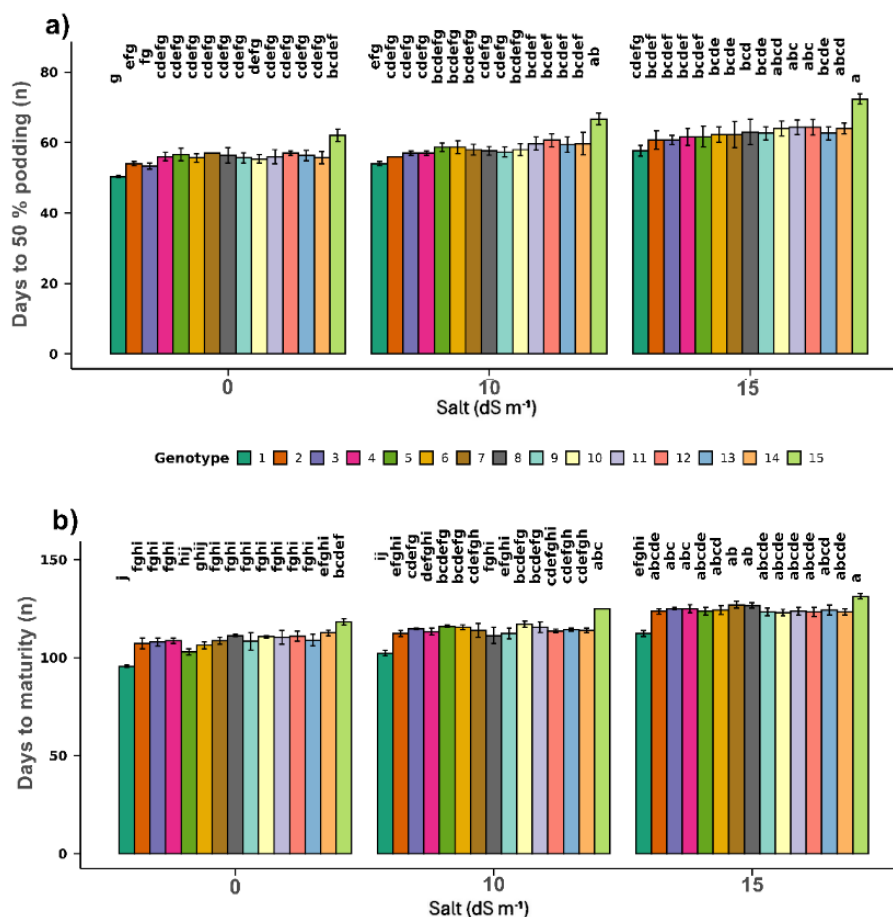 a)
g efg fg cdefg cdefg cdefg cdefg cdefg cdefg defg cdefg cdefg cdefg cdefg bcdef
efg cdefg cdefg cdefg bcdefg bcdefg bcdefg cdefg cdefg bcdefg bcdef bcdef bcdef bcdef ab
cdefg bcdef bcdef bcdef bcdef bcde bcde bcd bcde abcd abc abc bcde abcd a
Days to 50 % podding (n)
80
60
40
20
0
0 10 15
Salt (dS m⁻¹)
Genotype 1 2 3 4 5 6 7 8 9 10 11 12 13 14 15
b)
j fghi fghi fghi hij ghij fghi fghi fghi fghi fghi fghi fghi efghi bcdef
ij efghi cdefg defghi bcdefg bcdefg cdefgh fghi efghi bcdefg bcdefg cdefghi cdefgh cdefgh abc
efghi abcde abc abc abcde abcd ab ab abcde abcde abcde abcde abcd abcde a
Days to maturity (n)
150
100
50
0
0 10 15
Salt (dS m⁻¹)